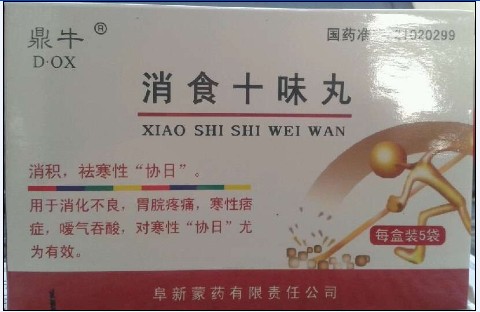 鼎牛®
D·OX
国药准 21020299
消食十味丸
XIAO SHI SHI WEI WAN
消积，祛寒性“协日”。
用于消化不良，胃脘疼痛，寒性痞
症，嗳气吞酸，对寒性“协日”尤
为有效。
每盒装5袋
阜新蒙药有限责任公司